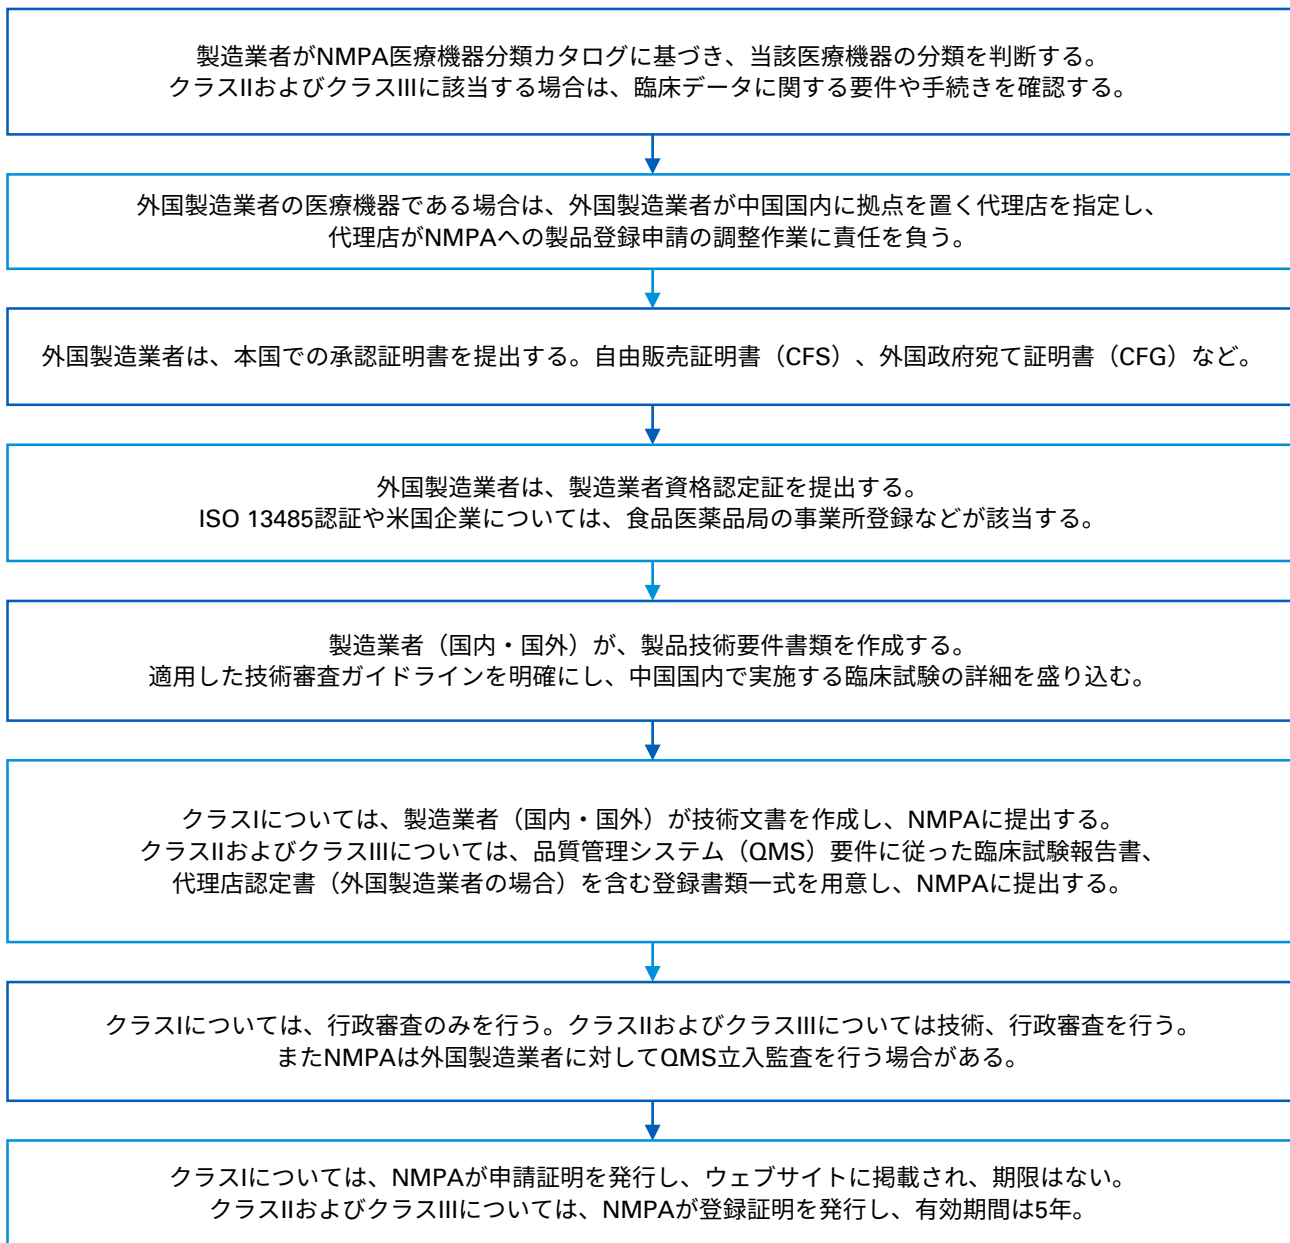 製造業者がNMPA医療機器分類カタログに基づき、当該医療機器の分類を判断する。
クラスIIおよびクラスIIIに該当する場合は、臨床データに関する要件や手続きを確認する。
外国製造業者の医療機器である場合は、外国製造業者が中国国内に拠点を置く代理店を指定し、
代理店がNMPAへの製品登録申請の調整作業に責任を負う。
外国製造業者は、本国での承認証明書を提出する。自由販売証明書（CFS）、外国政府宛て証明書（CFG）など。
外国製造業者は、製造業者資格認定証を提出する。
ISO 13485認証や米国企業については、食品医薬品局の事業所登録などが該当する。
製造業者（国内・国外）が、製品技術要件書類を作成する。
適用した技術審査ガイドラインを明確にし、中国国内で実施する臨床試験の詳細を盛り込む。
クラスIについては、製造業者（国内・国外）が技術文書を作成し、NMPAに提出する。
クラスIIおよびクラスIIIについては、品質管理システム（QMS）要件に従った臨床試験報告書、
代理店認定書（外国製造業者の場合）を含む登録書類一式を用意し、NMPAに提出する。
クラスIについては、行政審査のみを行う。クラスIIおよびクラスIIIについては技術、行政審査を行う。
またNMPAは外国製造業者に対してQMS立入監査を行う場合がある。
クラスIについては、NMPAが申請証明を発行し、ウェブサイトに掲載され、期限はない。
クラスIIおよびクラスIIIについては、NMPAが登録証明を発行し、有効期間は5年。